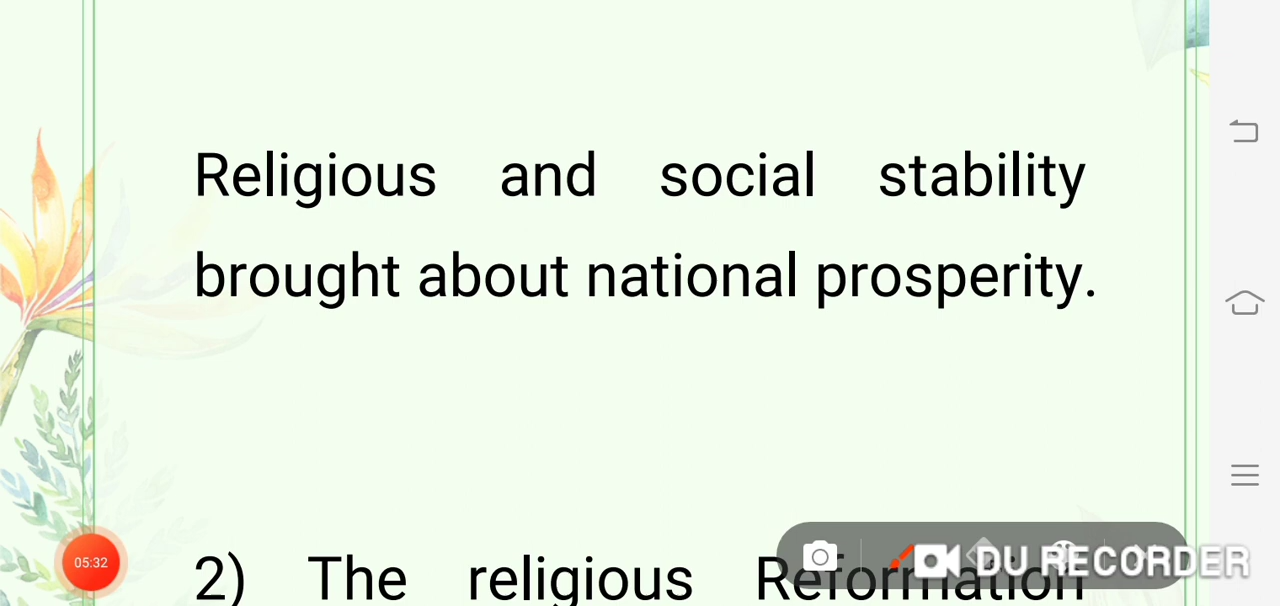 Religious and social stability
brought about national prosperity.
2) The religious Reformation
05:32
DU RECORDER